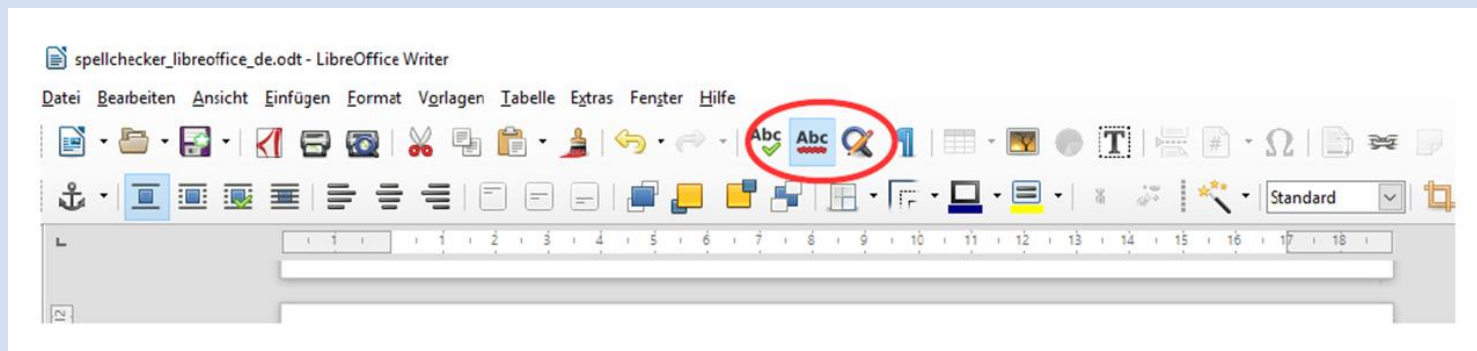 spellchecker_libreoffice_de.odt - LibreOffice Writer
Datei Bearbeiten Ansicht Einfügen Format Vorlagen Tabelle Extras Fenster Hilfe
Abc Abc ¶ T # Ω
Standard
1 1 2 3 4 5 6 7 8 9 10 11 12 13 14 15 16 17 18
12